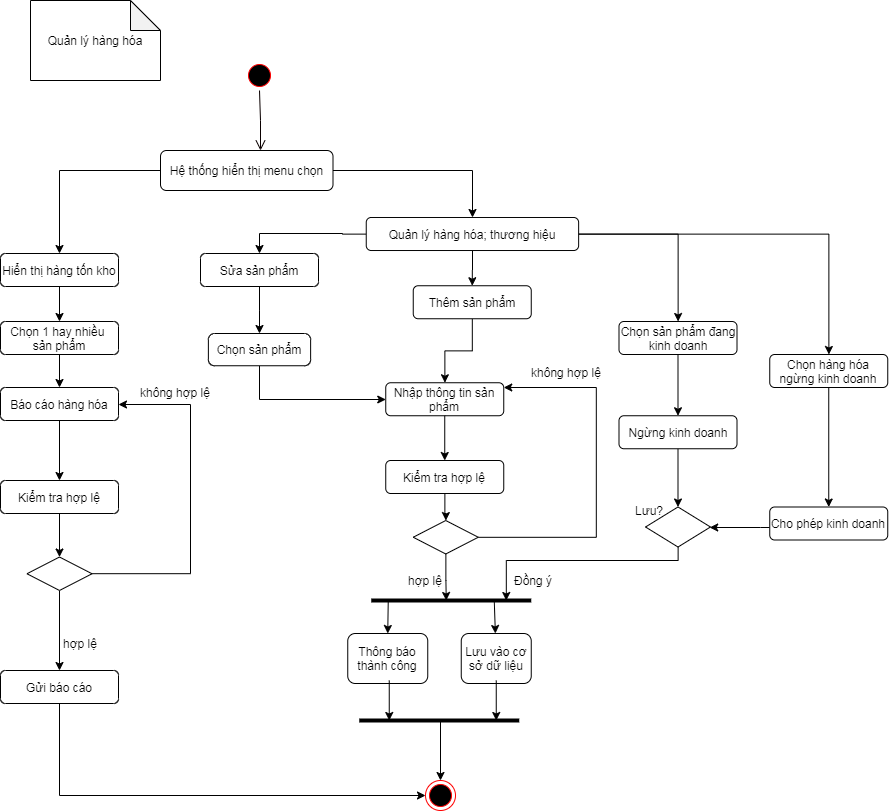 Quản lý hàng hóa
Hệ thống hiển thị menu chọn
Quản lý hàng hóa; thương hiệu
Hiển thị hàng tốn kho
Sửa sản phẩm
Thêm sản phẩm
Chọn 1 hay nhiều
sản phẩm
Chọn sản phẩm
Chọn sản phẩm đang
kinh doanh
Chọn hàng hóa
ngừng kinh doanh
không hợp lệ
không hợp lệ
Báo cáo hàng hóa
Nhập thông tin sản
phẩm
Ngừng kinh doanh
Kiểm tra hợp lệ
Kiểm tra hợp lệ
Lưu?
Cho phép kinh doanh
hợp lệ
Đồng ý
hợp lệ
Thông báo
thành công
Lưu vào cơ
sở dữ liệu
Gửi báo cáo